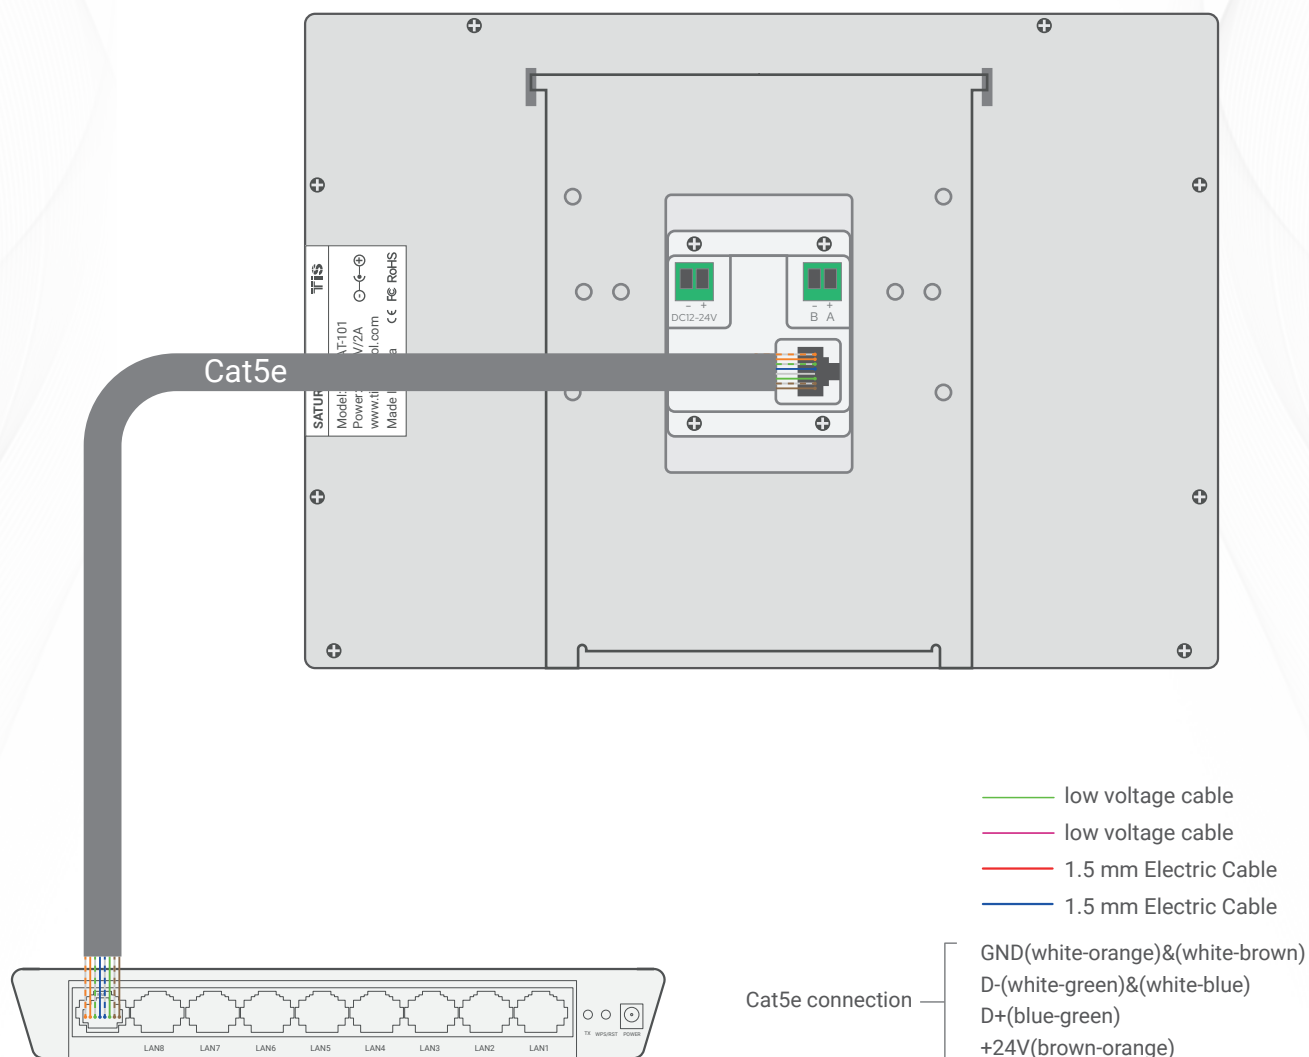 TIS
SATUR
Model: AT-101
Power: V/2A
www.ti ol.com
Made I a CE FC RoHS
- +
DC12-24V
- +
B A
Cat5e
low voltage cable
low voltage cable
1.5 mm Electric Cable
1.5 mm Electric Cable
Cat5e connection
GND(white-orange)&(white-brown)
D-(white-green)&(white-blue)
D+(blue-green)
+24V(brown-orange)
TX WPS/RST POWER
LAN8 LAN7 LAN6 LAN5 LAN4 LAN3 LAN2 LAN1